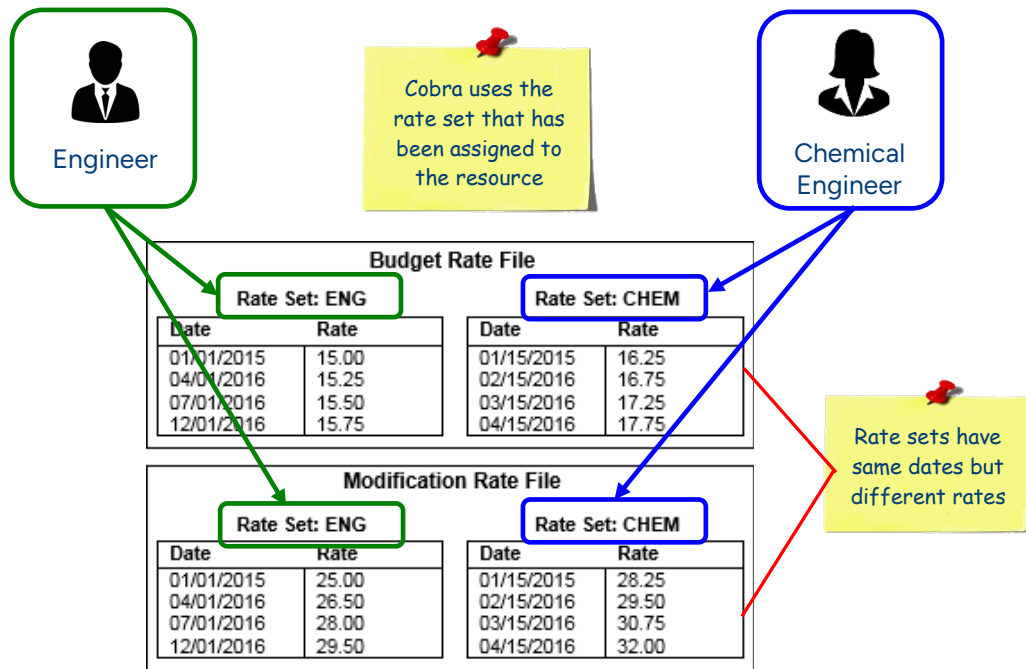 Engineer
Cobra uses the
rate set that has
been assigned to
the resource
Chemical
Engineer
Budget Rate File
Rate Set: ENG
Rate Set: CHEM
Date Rate
01/01/2015 15.00
04/01/2016 15.25
07/01/2016 15.50
12/01/2016 15.75
Date Rate
01/15/2015 16.25
02/15/2016 16.75
03/15/2016 17.25
04/15/2016 17.75
Rate sets have
same dates but
different rates
Modification Rate File
Rate Set: ENG
Rate Set: CHEM
Date Rate
01/01/2015 25.00
04/01/2016 26.50
07/01/2016 28.00
12/01/2016 29.50
Date Rate
01/15/2015 28.25
02/15/2016 29.50
03/15/2016 30.75
04/15/2016 32.00